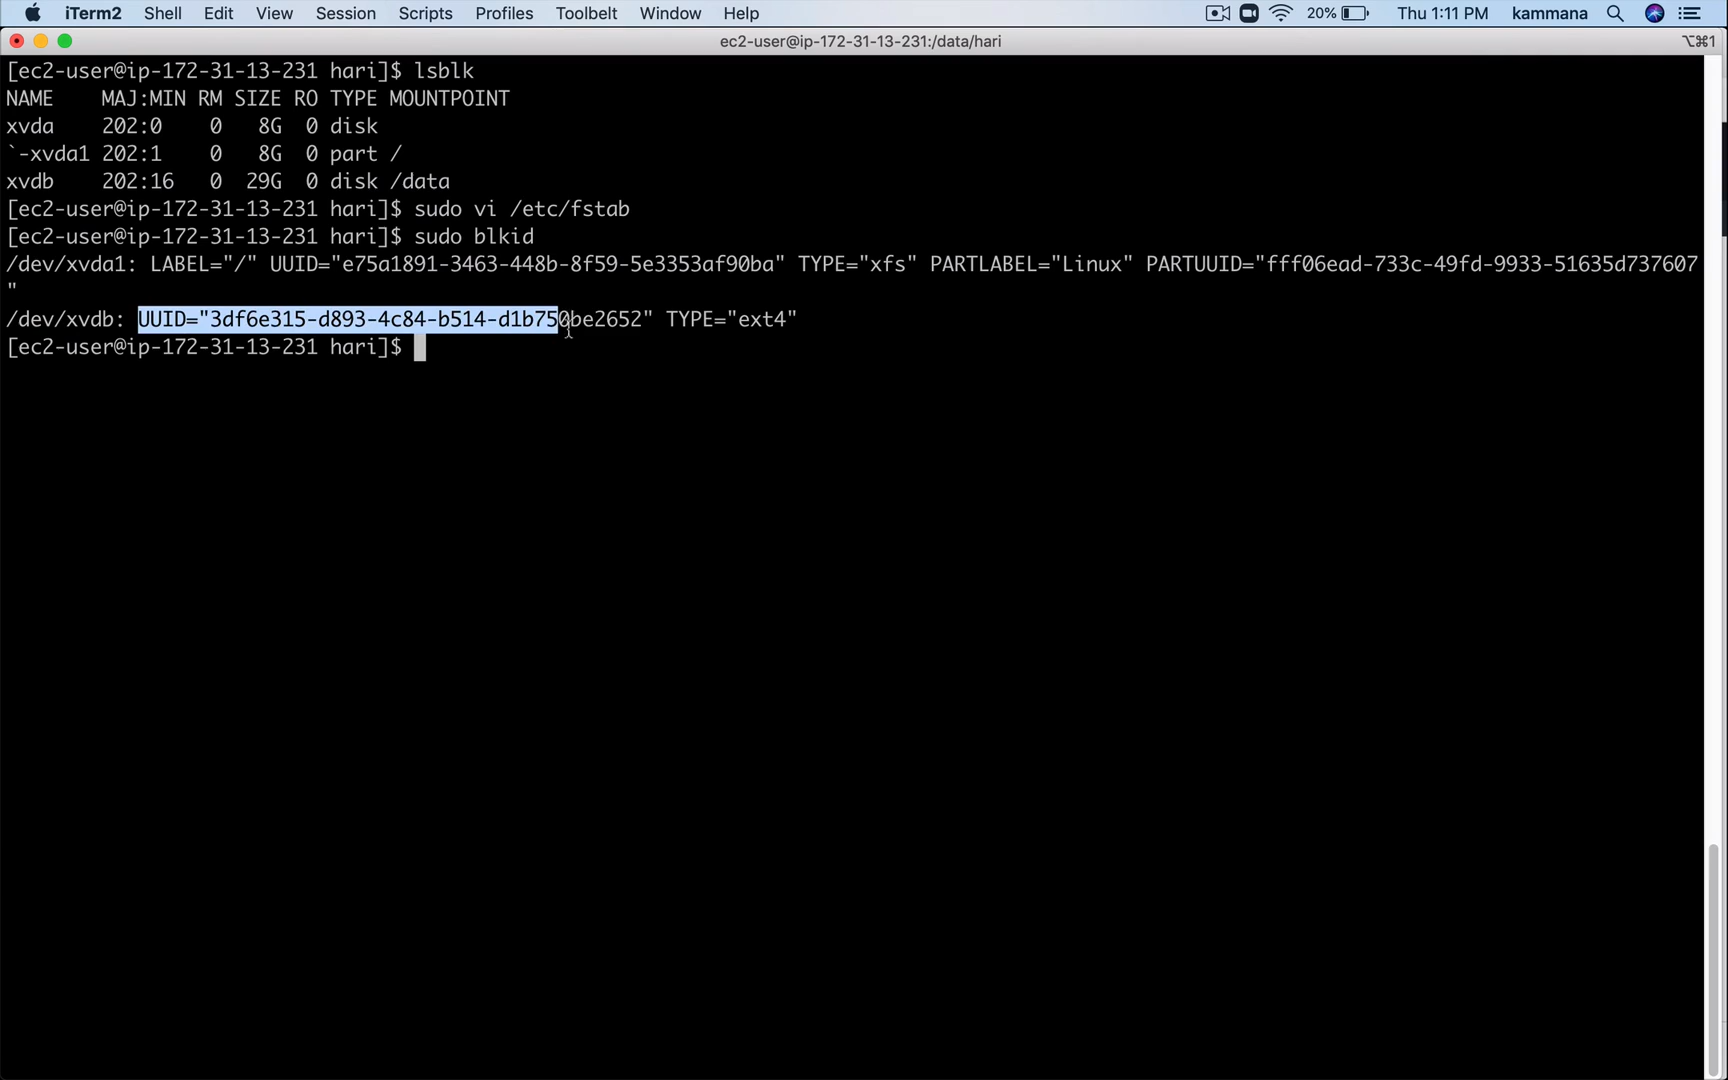 iTerm2 Shell Edit View Session Scripts Profiles Toolbelt Window Help 20% Thu 1:11 PM kammana
ec2-user@ip-172-31-13-231:/data/hari ⌥⌘1
[ec2-user@ip-172-31-13-231 hari]$ lsblk
NAME    MAJ:MIN RM SIZE RO TYPE MOUNTPOINT
xvda    202:0    0   8G  0 disk
`-xvda1 202:1    0   8G  0 part /
xvdb    202:16   0  29G  0 disk /data
[ec2-user@ip-172-31-13-231 hari]$ sudo vi /etc/fstab
[ec2-user@ip-172-31-13-231 hari]$ sudo blkid
/dev/xvda1: LABEL="/" UUID="e75a1891-3463-448b-8f59-5e3353af90ba" TYPE="xfs" PARTLABEL="Linux" PARTUUID="fff06ead-733c-49fd-9933-51635d737607
"
/dev/xvdb: UUID="3df6e315-d893-4c84-b514-d1b750be2652" TYPE="ext4"
[ec2-user@ip-172-31-13-231 hari]$